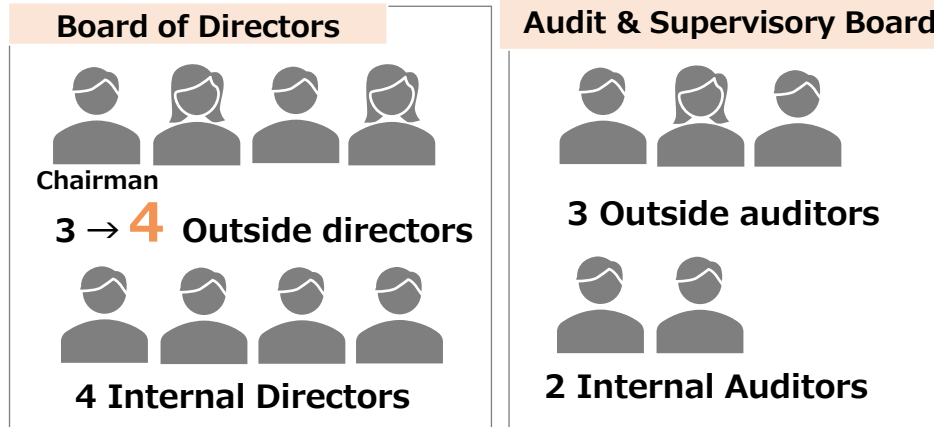 Board of Directors
Chairman
3 → 4 Outside directors
4 Internal Directors
Audit & Supervisory Board
3 Outside auditors
2 Internal Auditors